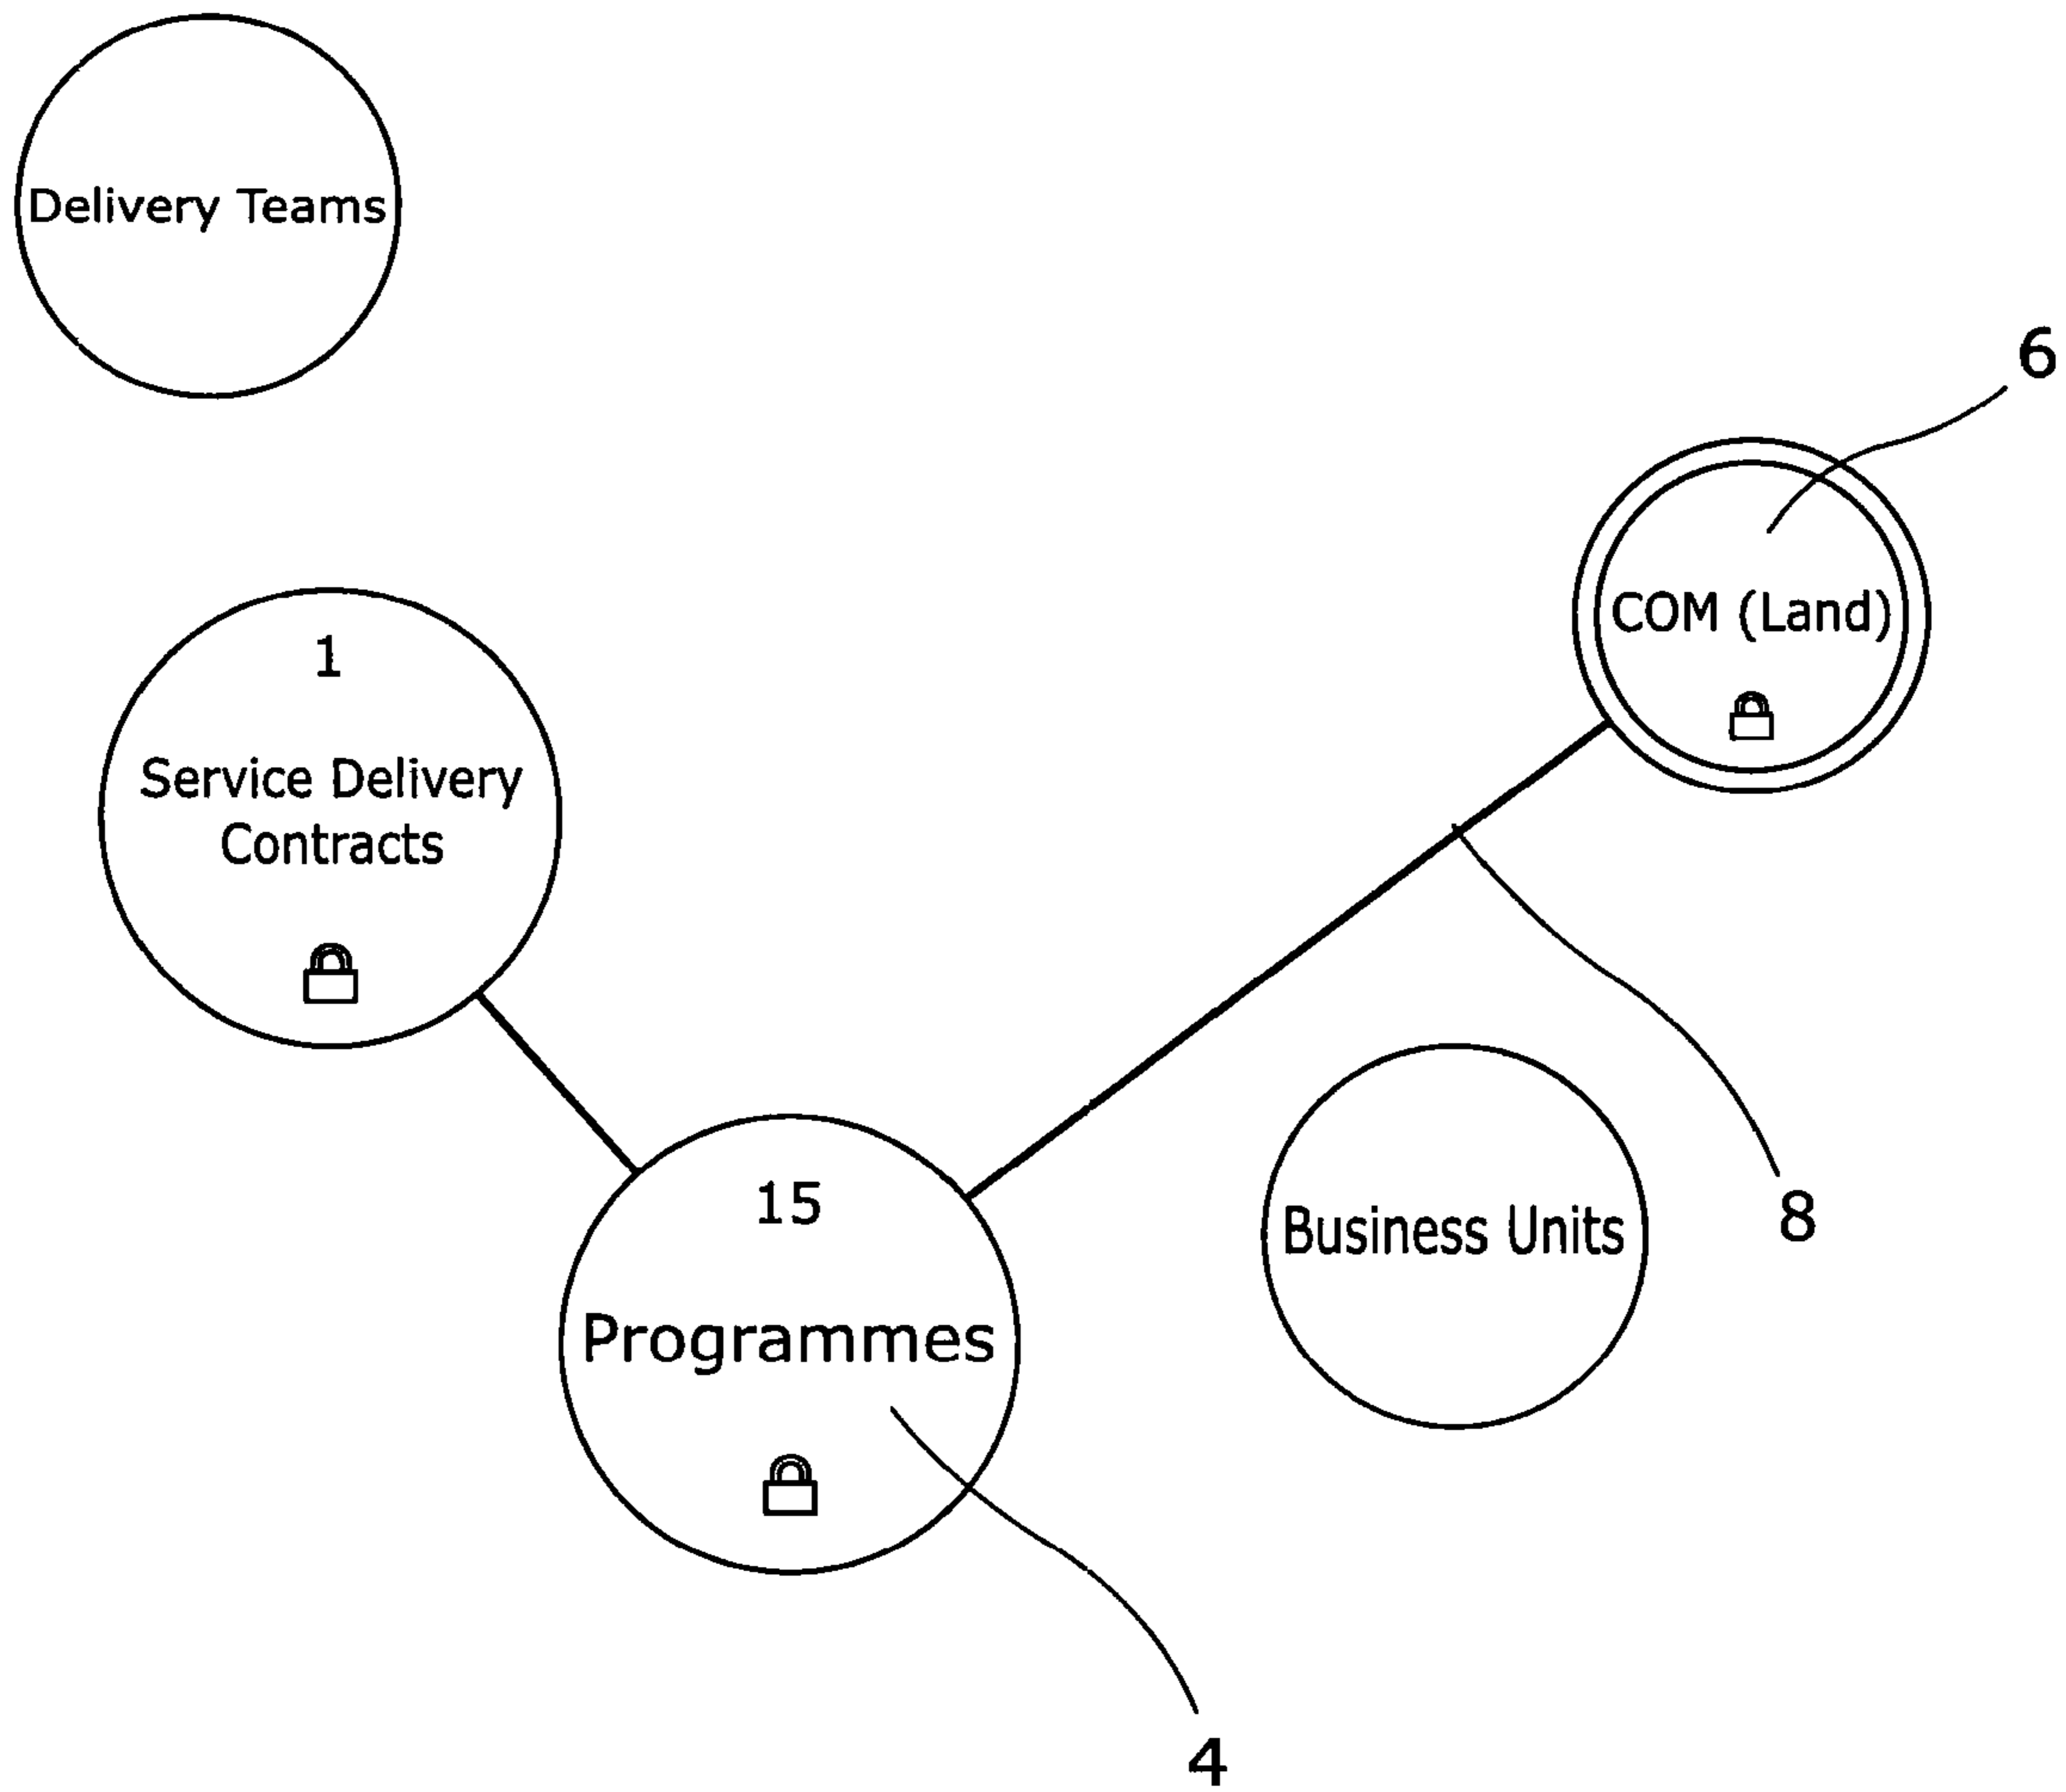 Delivery Teams
6
COM (Land)
1
Service Delivery
Contracts
8
Business Units
15
Programmes
4